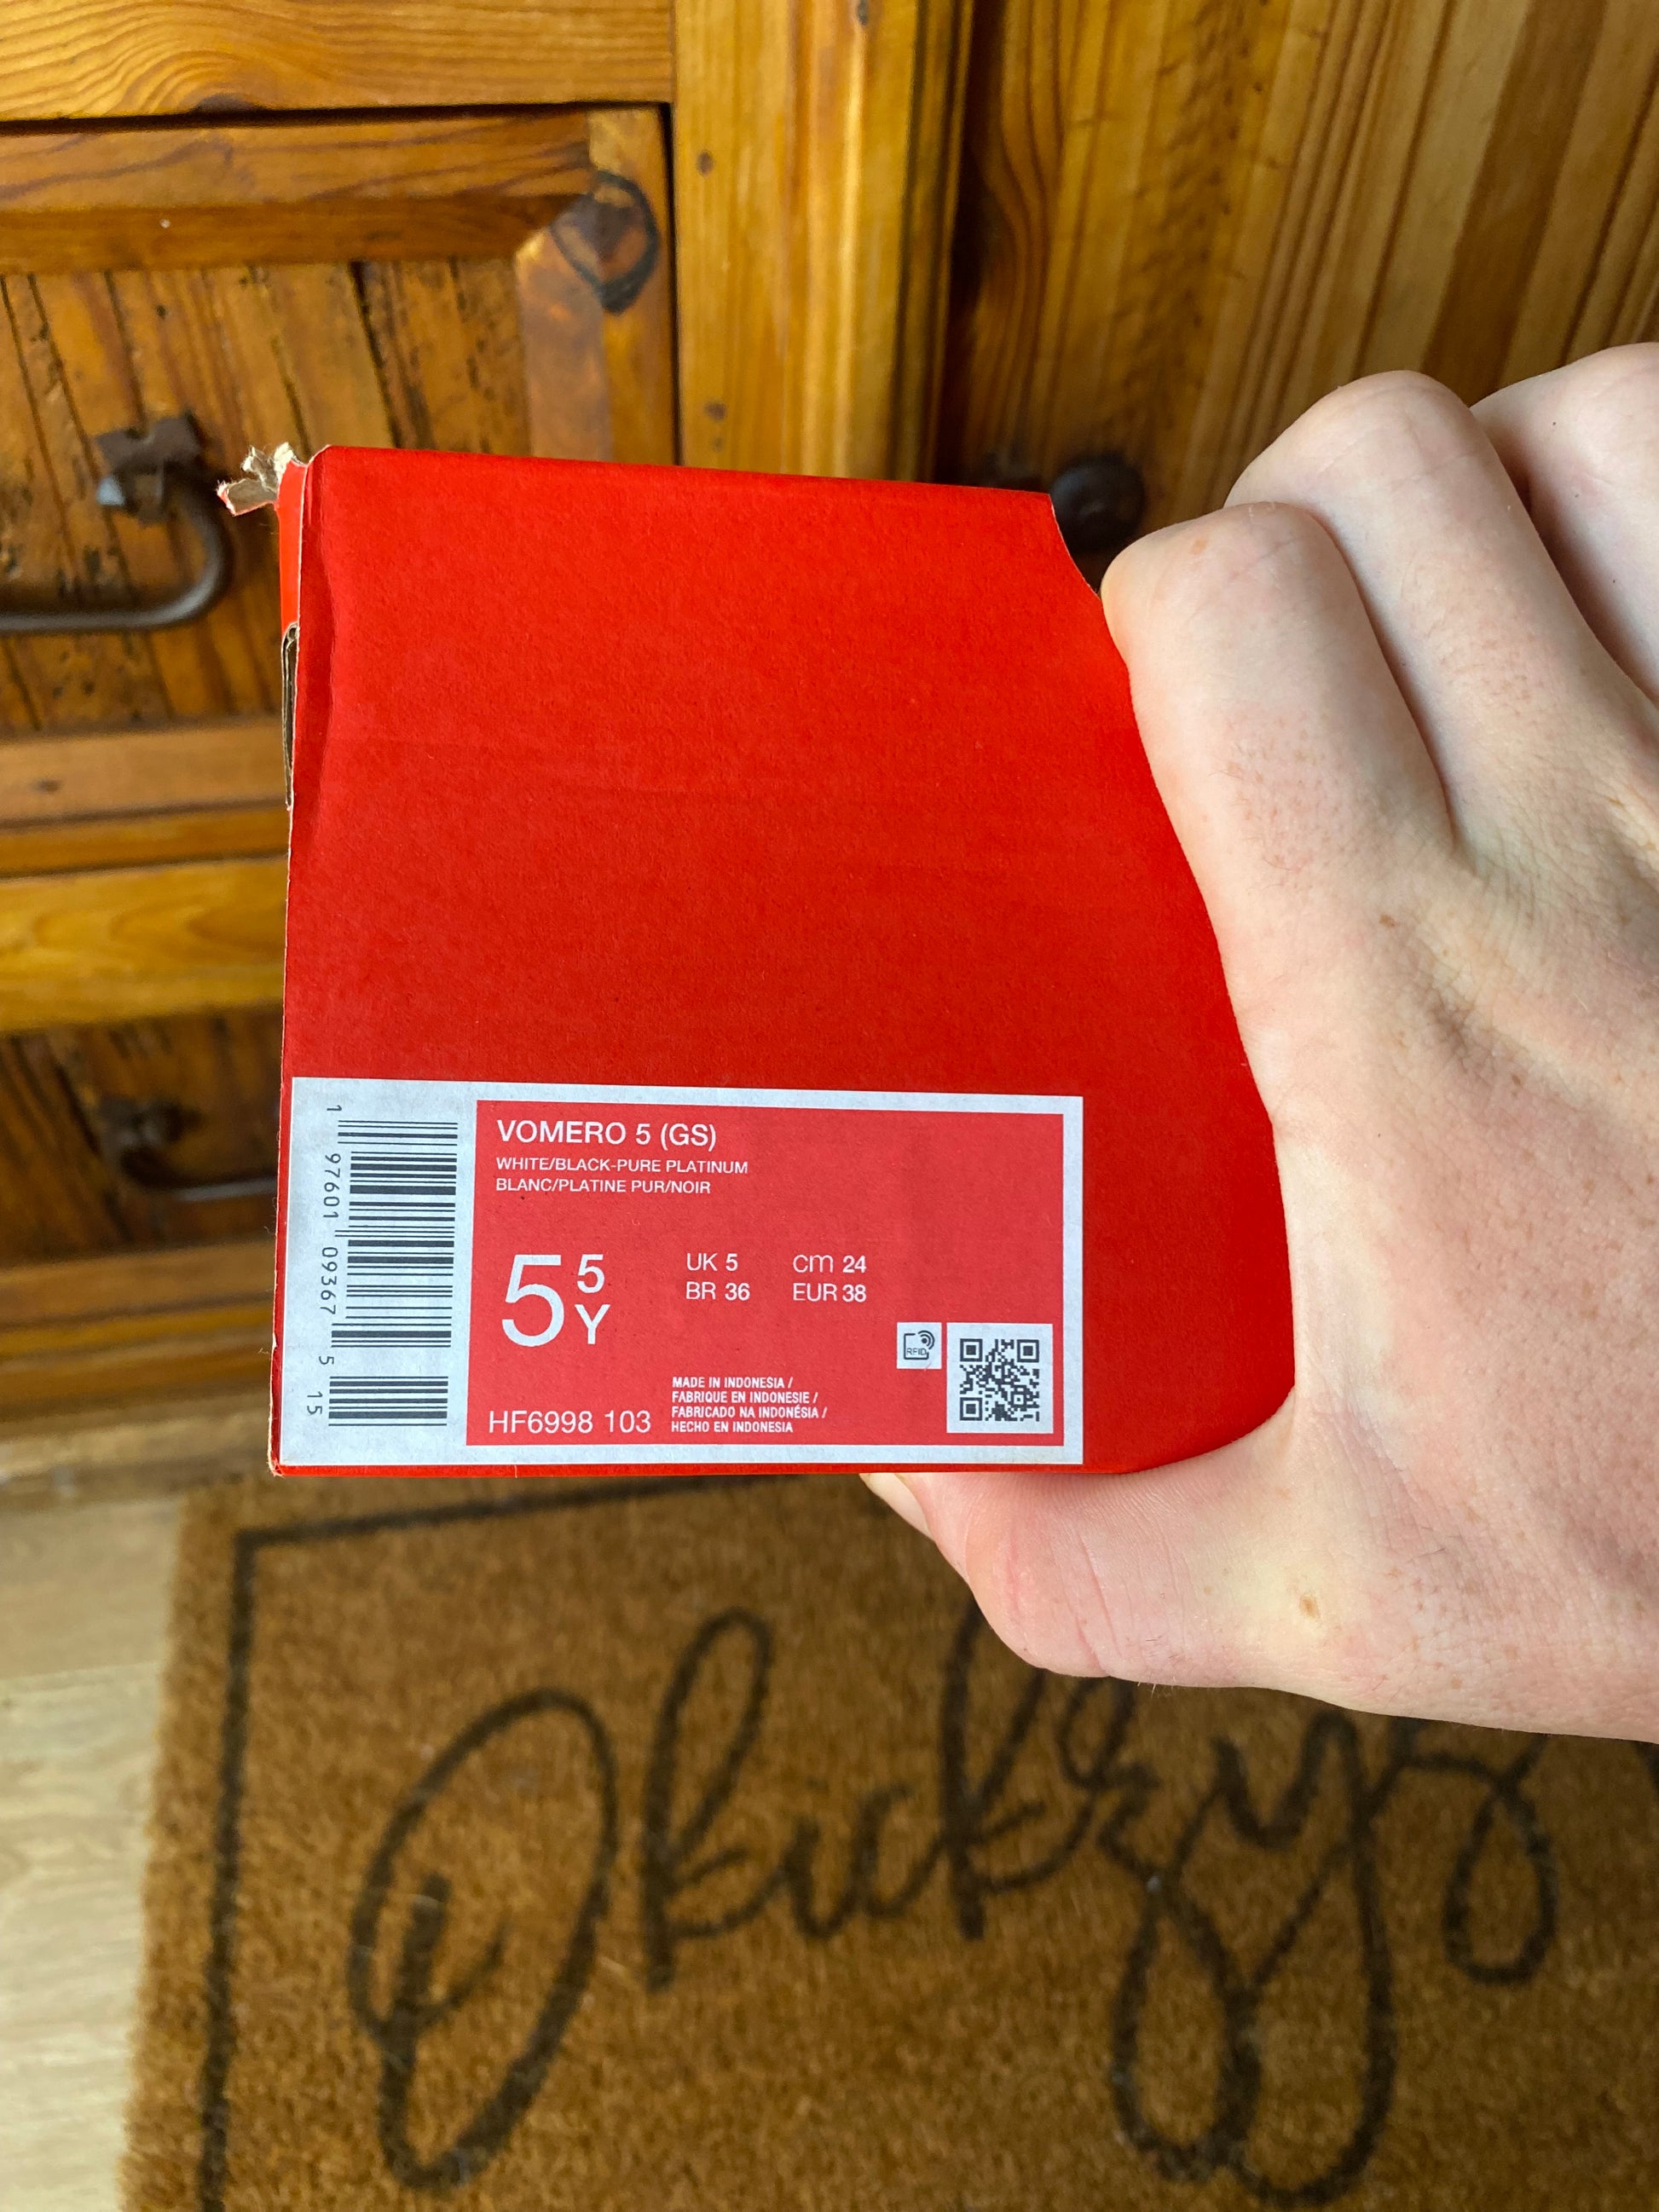 VOMERO 5 (GS)
WHITE/BLACK-PURE PLATINUM
BLANC/PLATINE PUR/NOIR
5 5 Y
UK 5 cm 24
BR 36 EUR 38
RFID
MADE IN INDONESIA /
FABRIQUE EN INDONESIE /
FABRICADO NA INDONÉSIA /
HECHO EN INDONESIA
HF6998 103
1 97601 09367 5 15